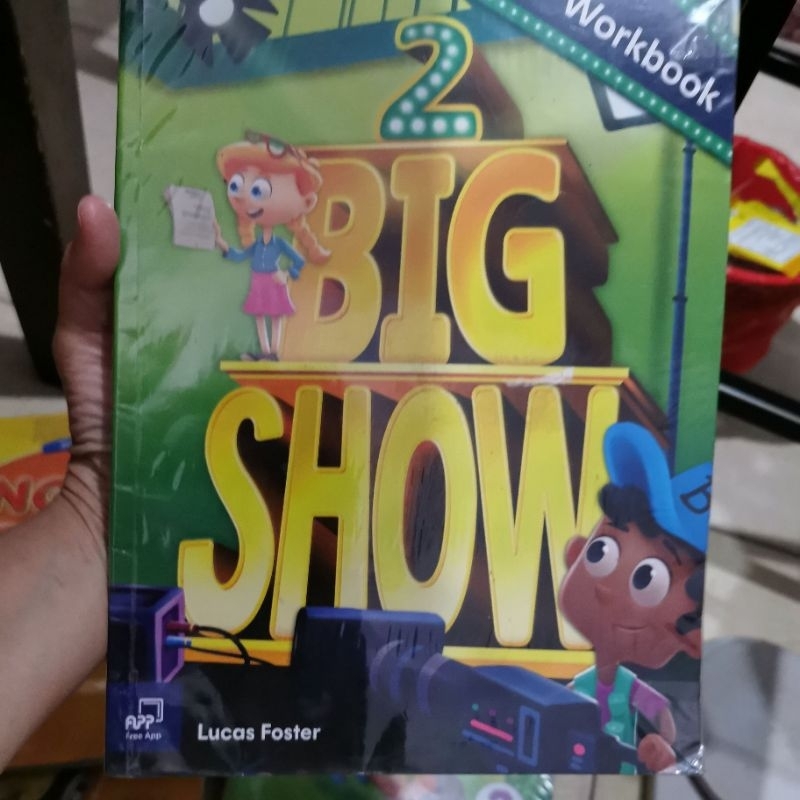 Workbook
2
BIG
SHOW
B
APP
Free App
Lucas Foster